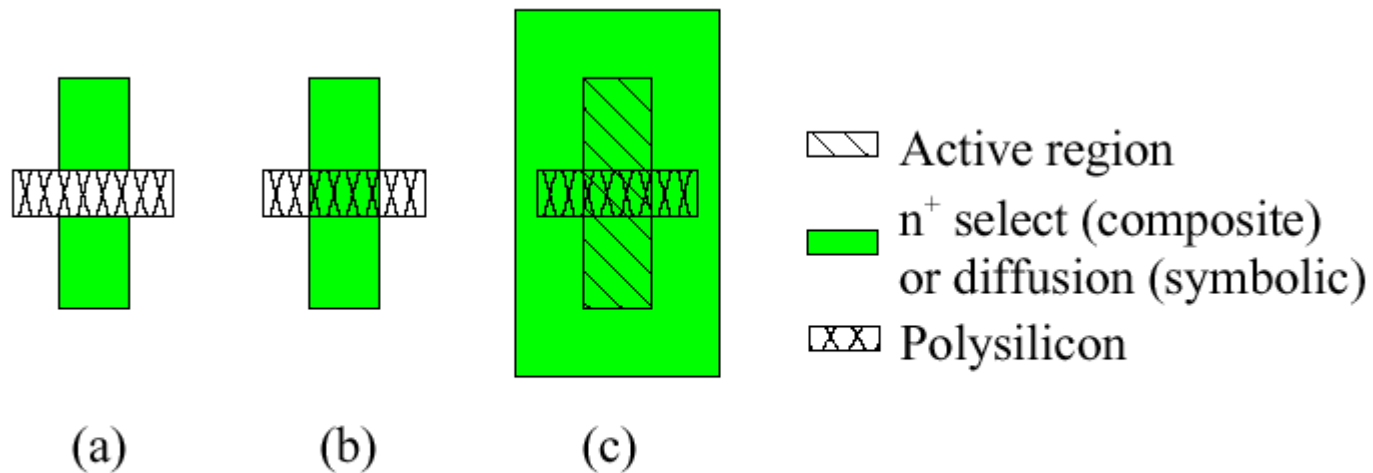 Active region
n⁺ select (composite)
or diffusion (symbolic)
Polysilicon
(a) (b) (c)